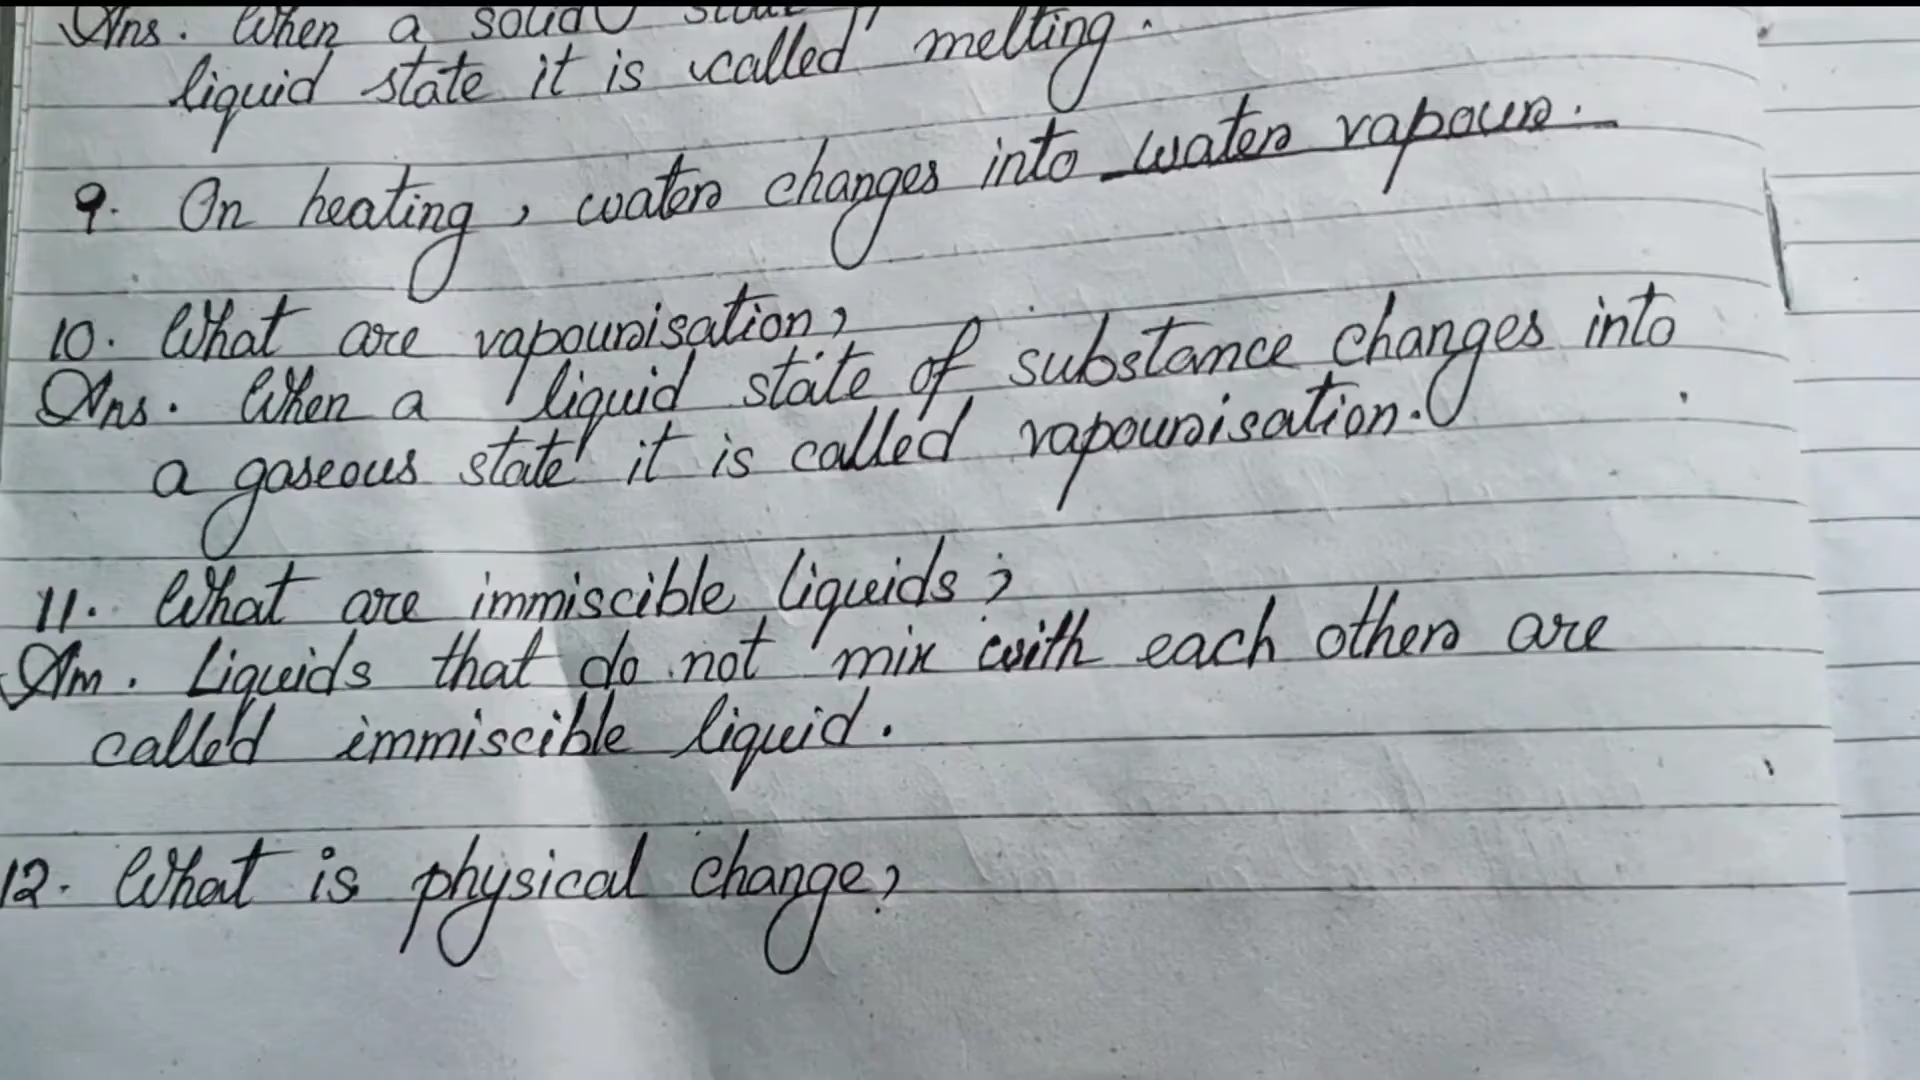 Ans. When a solid state
liquid state it is called melting.
9. On heating, water changes into water vapour.
10. What are vapourisation?
Ans. When a liquid state of substance changes into
a gaseous state it is called vapourisation.
11. What are immiscible liquids?
Ans. Liquids that do not mix with each other are
called immiscible liquid.
12. What is physical change?